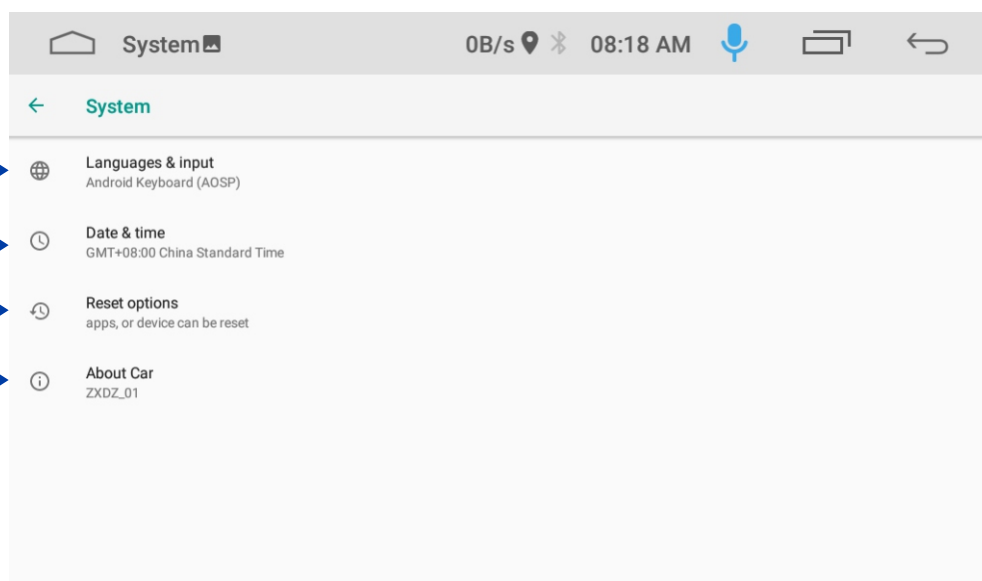 System
0B/s 08:18 AM
System
Languages & input
Android Keyboard (AOSP)
Date & time
GMT+08:00 China Standard Time
Reset options
apps, or device can be reset
About Car
ZXDZ_01